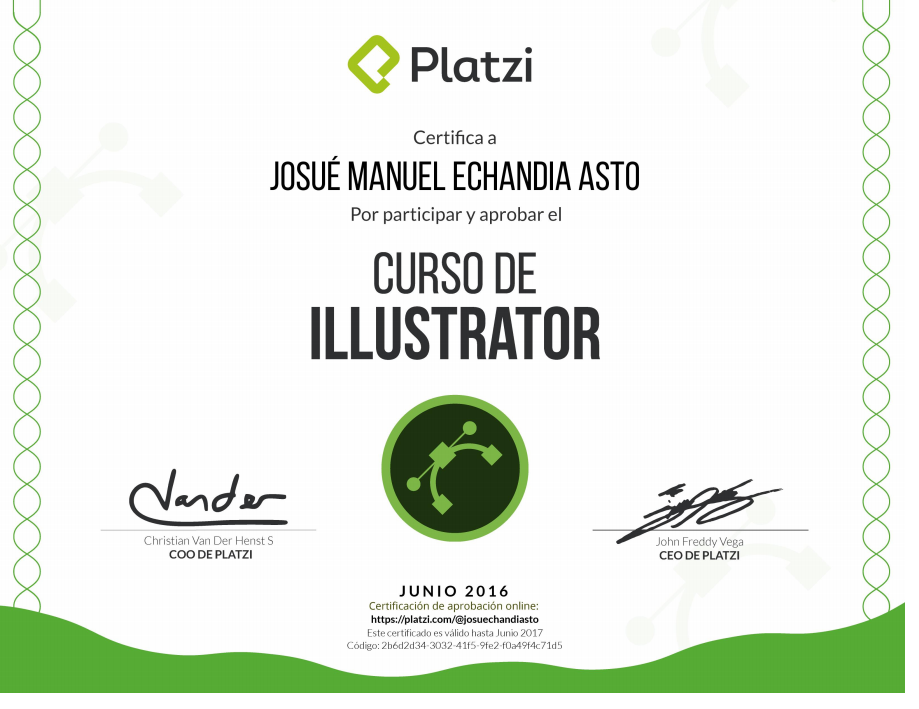 Platzi
Certifica a
JOSUÉ MANUEL ECHANDIA ASTO
Por participar y aprobar el
CURSO DE
ILLUSTRATOR
Vander
Christian Van Der Henst S
COO DE PLATZI
John Freddy Vega
CEO DE PLATZI
JUNIO 2016
Certificación de aprobación online:
https://platzi.com/@josuechandiasto
Este certificado es válido hasta Junio 2017
Código: 2b6d2d34-3032-41f5-9fe2-f0a49f4c71d5